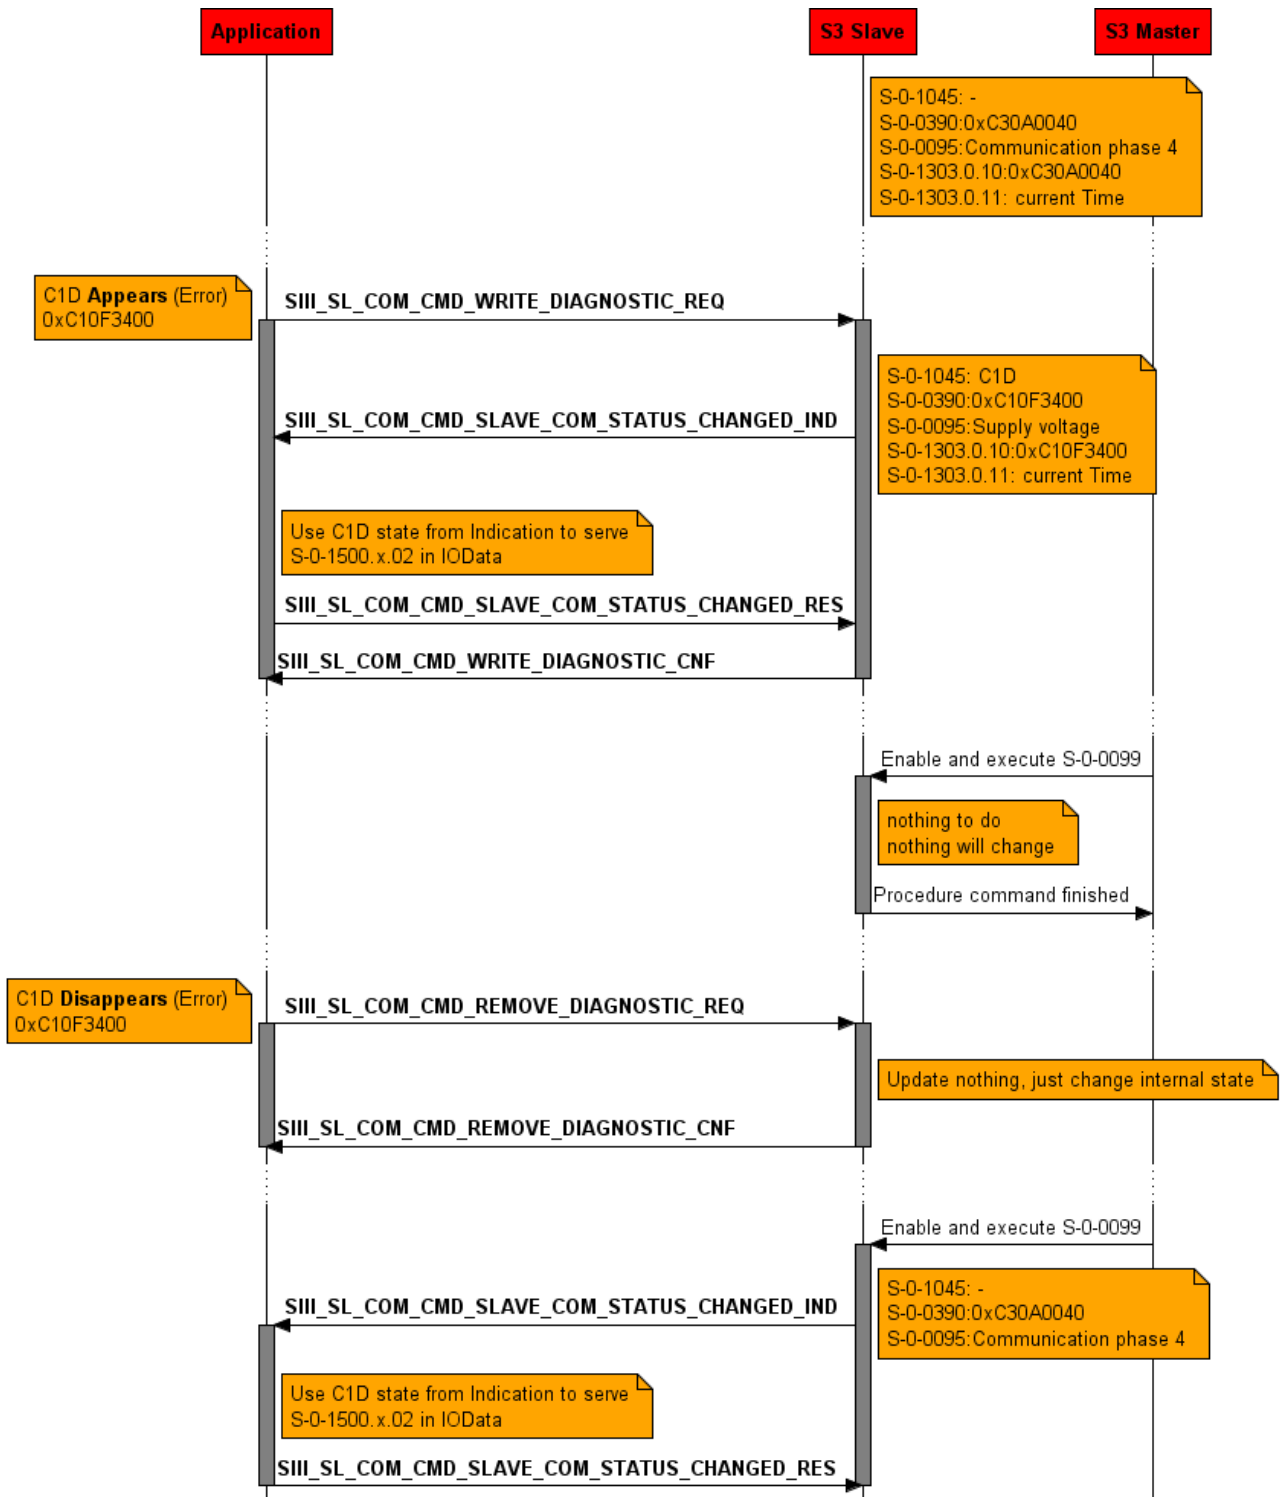 Application
S3 Slave
S3 Master
S-0-1045: -
S-0-0390:0xC30A0040
S-0-0095:Communication phase 4
S-0-1303.0.10:0xC30A0040
S-0-1303.0.11: current Time
C1D Appears (Error)
0xC10F3400
SIII_SL_COM_CMD_WRITE_DIAGNOSTIC_REQ
S-0-1045: C1D
S-0-0390:0xC10F3400
S-0-0095:Supply voltage
S-0-1303.0.10:0xC10F3400
S-0-1303.0.11: current Time
SIII_SL_COM_CMD_SLAVE_COM_STATUS_CHANGED_IND
Use C1D state from Indication to serve
S-0-1500.x.02 in IOData
SIII_SL_COM_CMD_SLAVE_COM_STATUS_CHANGED_RES
SIII_SL_COM_CMD_WRITE_DIAGNOSTIC_CNF
Enable and execute S-0-0099
nothing to do
nothing will change
Procedure command finished
C1D Disappears (Error)
0xC10F3400
SIII_SL_COM_CMD_REMOVE_DIAGNOSTIC_REQ
Update nothing, just change internal state
SIII_SL_COM_CMD_REMOVE_DIAGNOSTIC_CNF
Enable and execute S-0-0099
S-0-1045: -
S-0-0390:0xC30A0040
S-0-0095:Communication phase 4
SIII_SL_COM_CMD_SLAVE_COM_STATUS_CHANGED_IND
Use C1D state from Indication to serve
S-0-1500.x.02 in IOData
SIII_SL_COM_CMD_SLAVE_COM_STATUS_CHANGED_RES